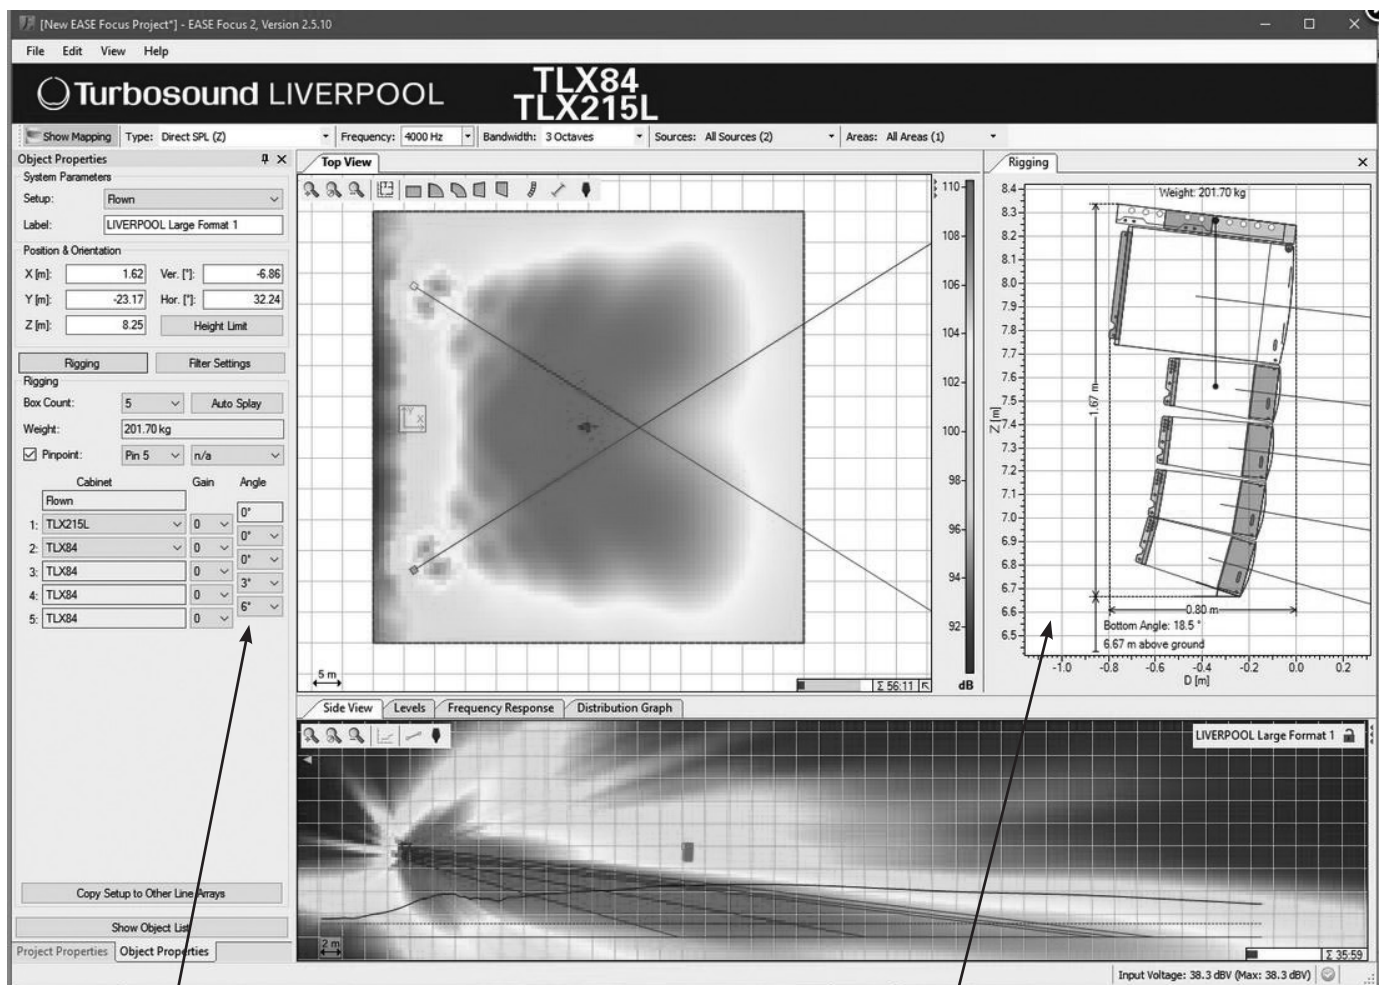 [New EASE Focus Project*] - EASE Focus 2, Version 2.5.10
File Edit View Help
Turbosound LIVERPOOL
TLX84
TLX215L
Show Mapping Type: Direct SPL (Z) Frequency: 4000 Hz Bandwidth: 3 Octaves Sources: All Sources (2) Areas: All Areas (1)
Object Properties
System Parameters
Setup: Flown
Label: LIVERPOOL Large Format 1
Position & Orientation
X [m]: 1.62 Ver. [°]: -6.86
Y [m]: -23.17 Hor. [°]: 32.24
Z [m]: 8.25 Height Limit
Rigging Filter Settings
Rigging
Box Count: 5 Auto Splay
Weight: 201.70 kg
Pinpoint: Pin 5 n/a
Cabinet Gain Angle
Flown
0°
1: TLX215L 0
0°
2: TLX84 0
0°
3: TLX84 0
3°
4: TLX84 0
6°
5: TLX84 0
Copy Setup to Other Line Arrays
Show Object List
Project Properties Object Properties
Top View
Y
X
5 m
Σ 56:11
110
108
106
104
102
100
98
96
94
92
dB
Rigging
Weight: 201.70 kg
8.4
8.3
8.2
8.1
8.0
7.9
7.8
7.7
7.6
7.5
7.4
7.3
7.2
7.1
7.0
6.9
6.8
6.7
6.6
6.5
Z [m]
1.67 m
0.80 m
Bottom Angle: 18.5 °
6.67 m above ground
-1.0 -0.8 -0.6 -0.4 -0.2 0.0 0.2
D [m]
Side View Levels Frequency Response Distribution Graph
LIVERPOOL Large Format 1
2 m
Σ 35:59
Input Voltage: 38.3 dBV (Max: 38.3 dBV)